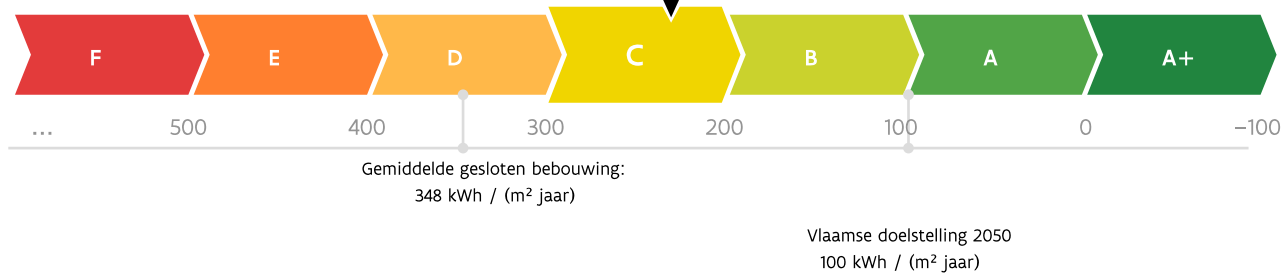 F E D C B A A+
... 500 400 300 200 100 0 −100
Gemiddelde gesloten bebouwing:
348 kWh / (m² jaar)
Vlaamse doelstelling 2050
100 kWh / (m² jaar)